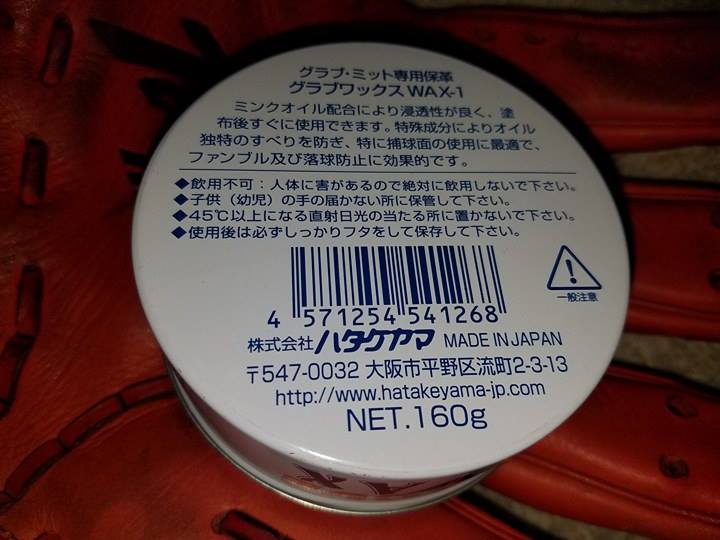 グラブ・ミット専用保革
グラブワックスWAX-1
ミンクオイル配合により浸透性が良く、塗
布後すぐに使用できます。特殊成分によりオイル
独特のすべりを防ぎ、特に捕球面の使用に最適で、
ファンブル及び落球防止に効果的です。
◆飲用不可：人体に害があるので絶対に飲用しないで下さい。
◆子供（幼児）の手の届かない所に保管して下さい。
◆45℃以上になる直射日光の当たる所に置かないで下さい。
◆使用後は必ずしっかりフタをして保存して下さい。
一般注意
4 571254 541268
株式会社ハタケヤマ MADE IN JAPAN
〒547-0032 大阪市平野区流町2-3-13
http://www.hatakeyama-jp.com
NET.160g